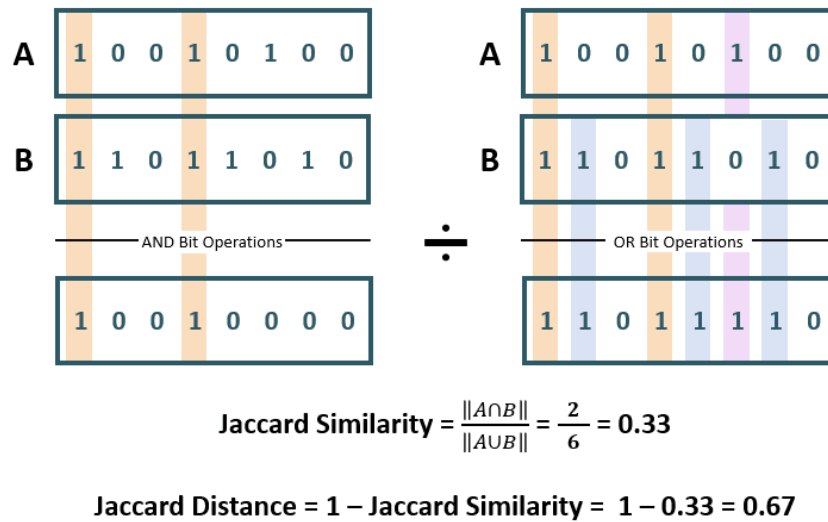 A 1 0 0 1 0 1 0 0
A 1 0 0 1 0 1 0 0
B 1 1 0 1 1 0 1 0
B 1 1 0 1 1 0 1 0
AND Bit Operations
÷
OR Bit Operations
1 0 0 1 0 0 0 0
1 1 0 1 1 1 1 0
Jaccard Similarity = ‖A∩B‖ / ‖A∪B‖ = 2 / 6 = 0.33
Jaccard Distance = 1 – Jaccard Similarity = 1 – 0.33 = 0.67